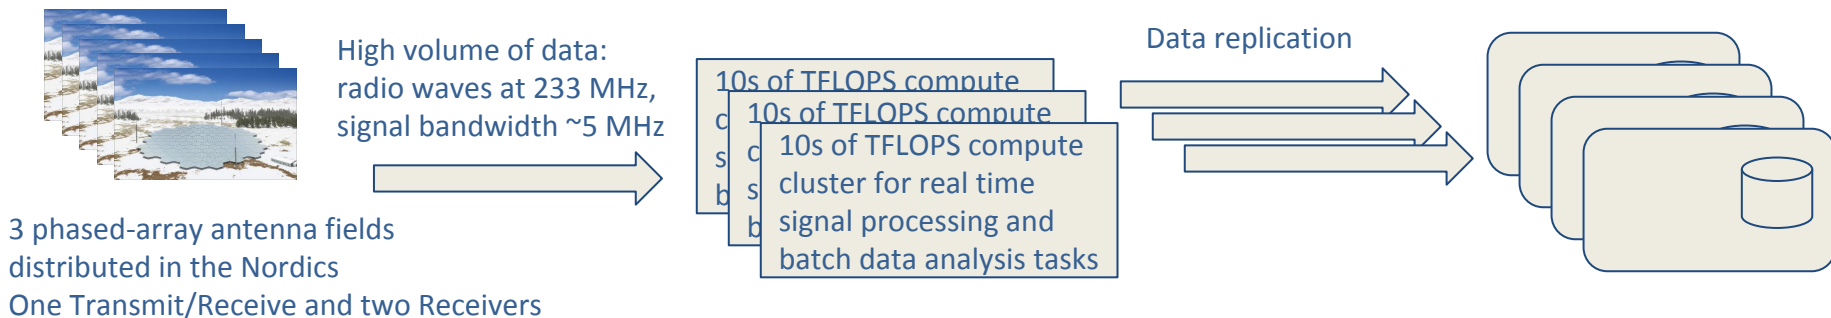 High volume of data:
radio waves at 233 MHz,
signal bandwidth ~5 MHz
Data replication
10s of TFLOPS compute
c
s
b
10s of TFLOPS compute
c
s
b
10s of TFLOPS compute
cluster for real time
signal processing and
batch data analysis tasks
3 phased-array antenna fields
distributed in the Nordics
One Transmit/Receive and two Receivers